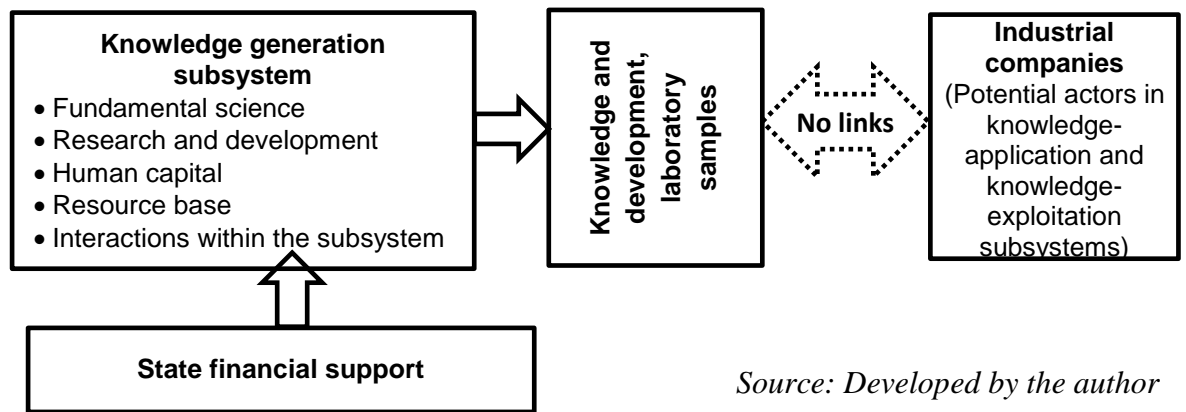 Knowledge generation
subsystem
• Fundamental science
• Research and development
• Human capital
• Resource base
• Interactions within the subsystem
Knowledge and
development,
laboratory
samples
No links
Industrial
companies
(Potential actors in
knowledge-
application and
knowledge-
exploitation
subsystems)
State financial support
Source: Developed by the author